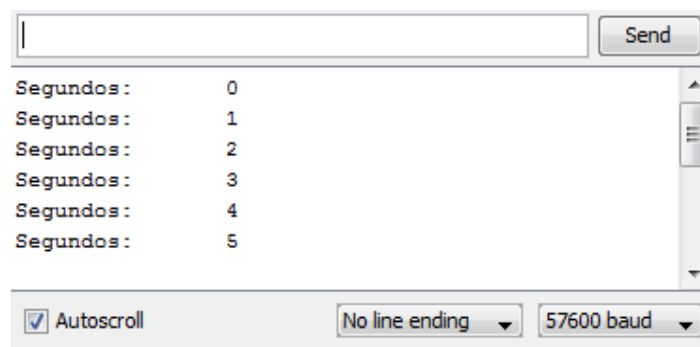 Send
Segundos: 0
Segundos: 1
Segundos: 2
Segundos: 3
Segundos: 4
Segundos: 5
Autoscroll No line ending 57600 baud